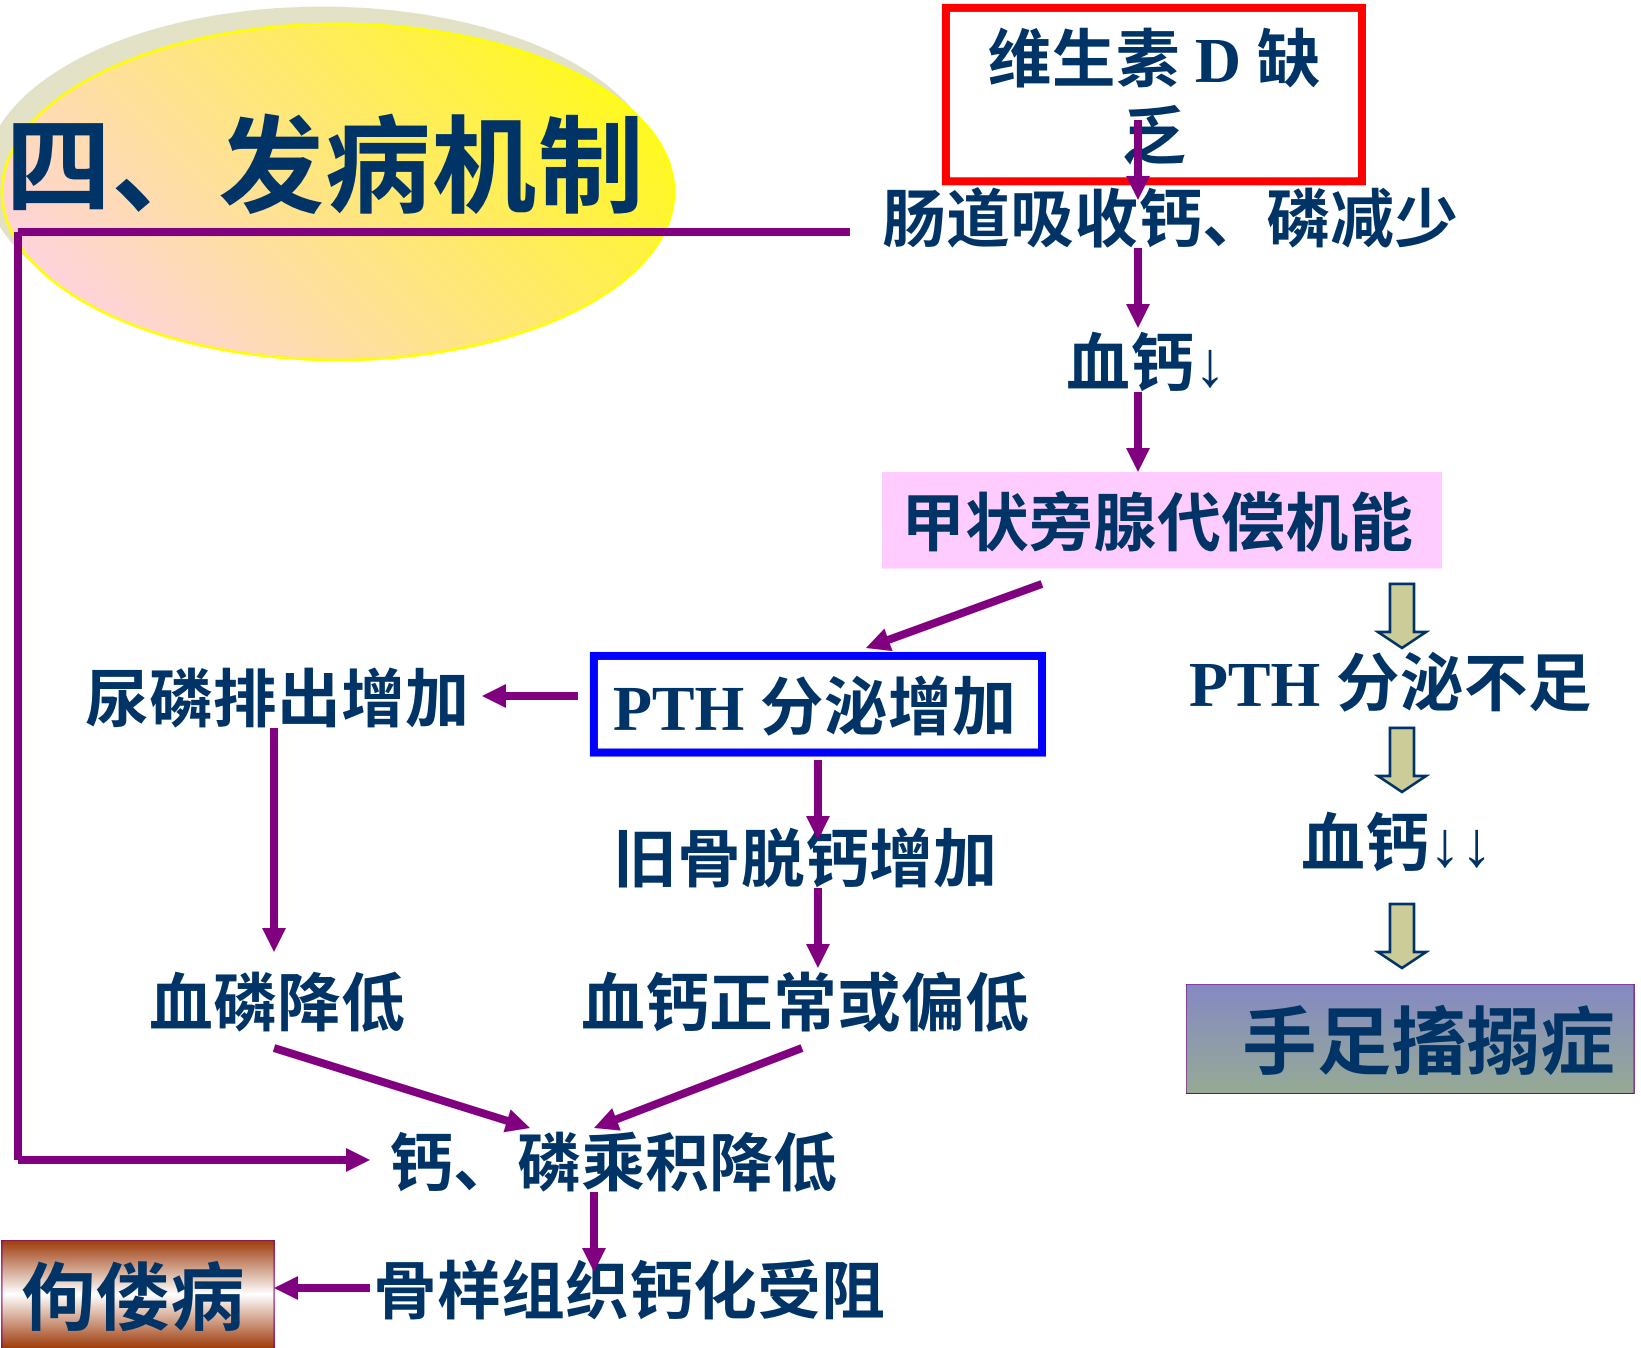 四、发病机制
维生素 D 缺
乏
肠道吸收钙、磷减少
血钙↓
甲状旁腺代偿机能
尿磷排出增加
PTH 分泌增加
PTH 分泌不足
旧骨脱钙增加
血钙↓↓
血磷降低
血钙正常或偏低
手足搐搦症
钙、磷乘积降低
佝偻病
骨样组织钙化受阻